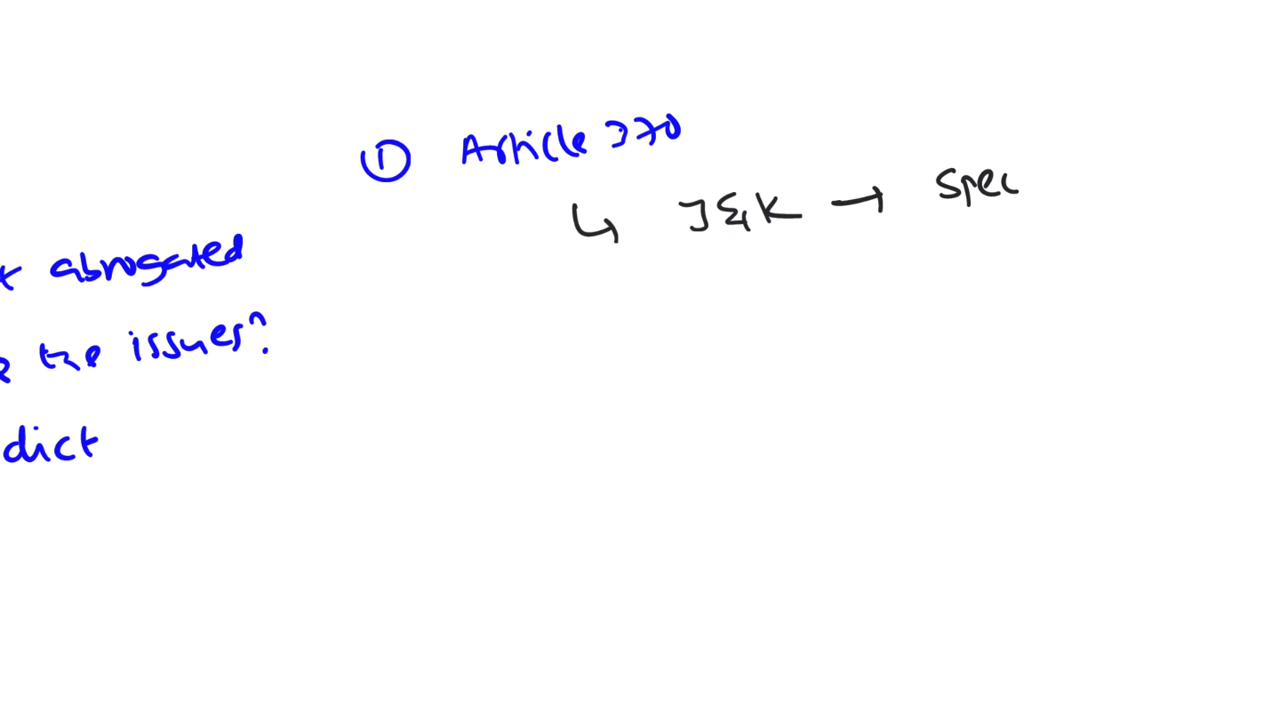 ① Article 370
↳ J&K → Spec
abrogated
the issues?
dict